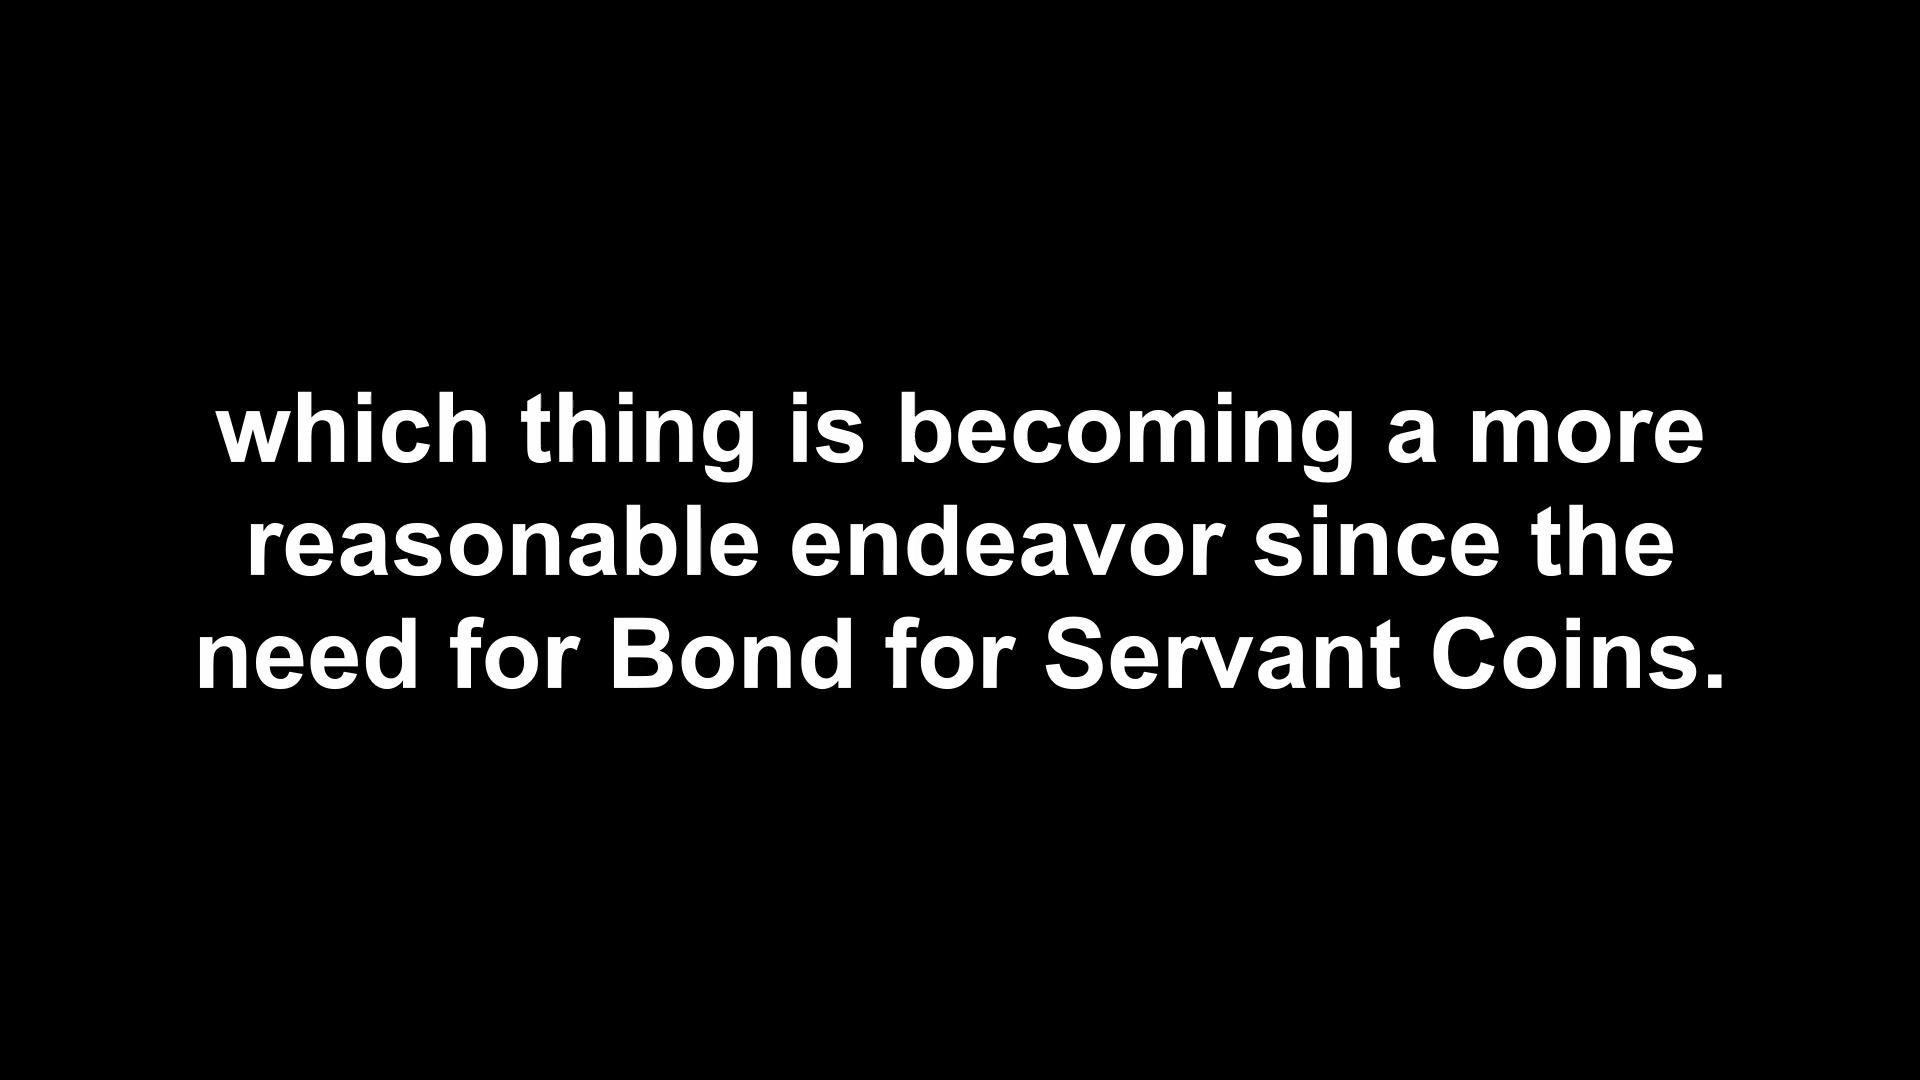 which thing is becoming a more
reasonable endeavor since the
need for Bond for Servant Coins.